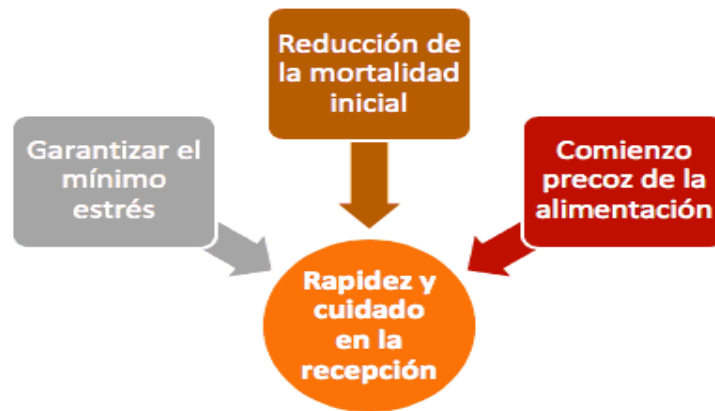 Reducción de
la mortalidad
inicial
Garantizar el
mínimo
estrés
Comienzo
precoz de la
alimentación
Rapidez y
cuidado
en la
recepción